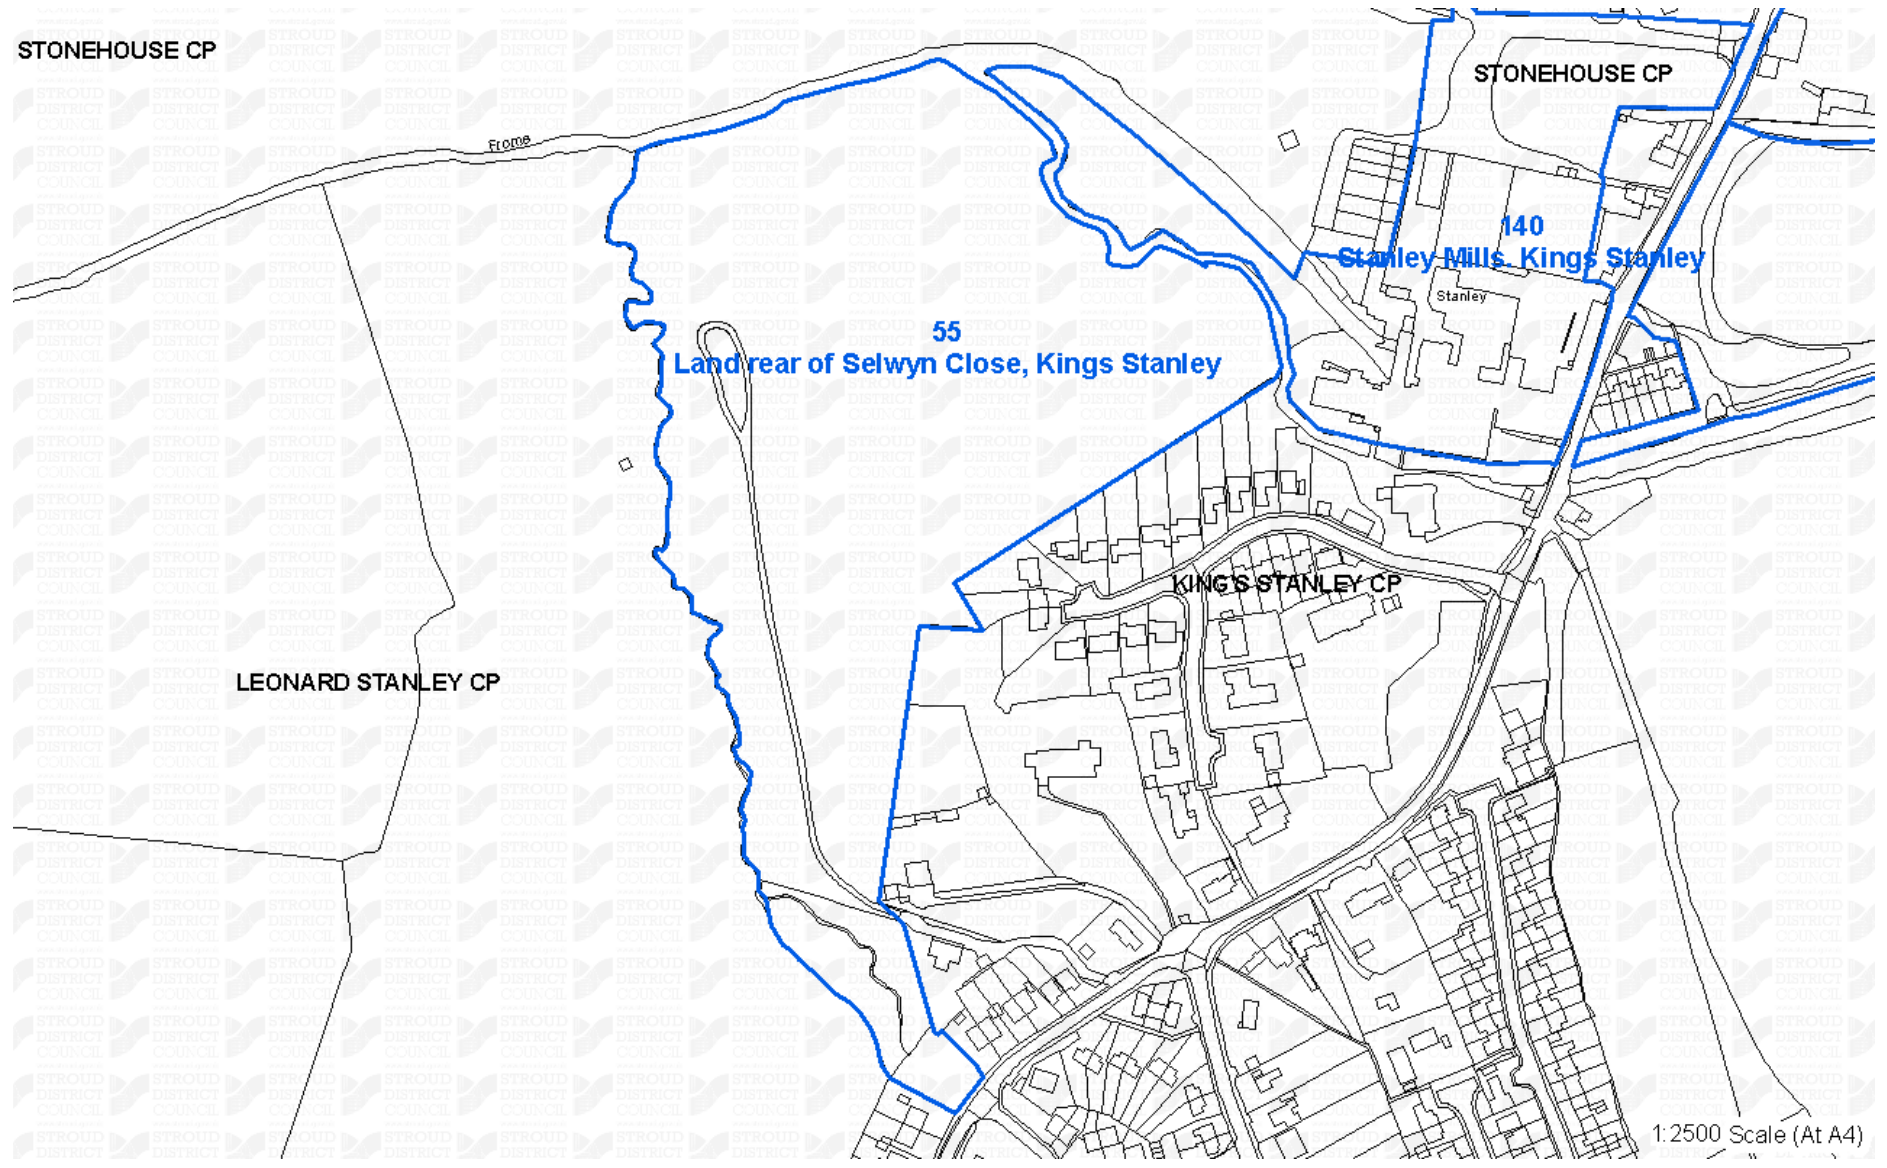 STONEHOUSE CP
STONEHOUSE CP
Frome
140
Stanley Mills. Kings Stanley
Stanley
55
Land rear of Selwyn Close, Kings Stanley
KING'S STANLEY CP
LEONARD STANLEY CP
1:2500 Scale (At A4)
STROUD
DISTRICT
COUNCIL